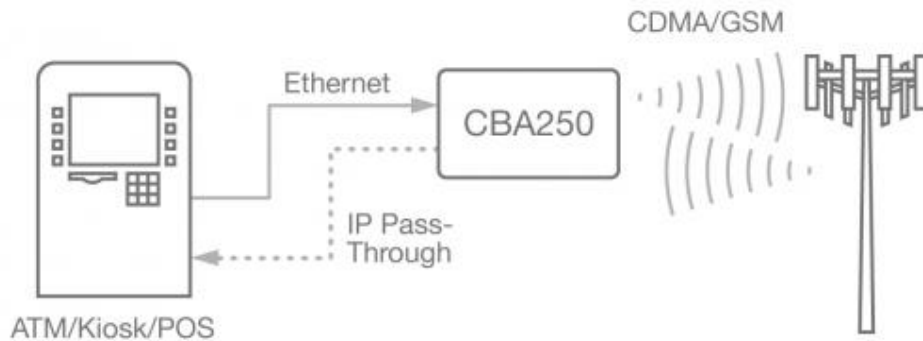 CDMA/GSM
Ethernet
CBA250
IP Pass-
Through
ATM/Kiosk/POS